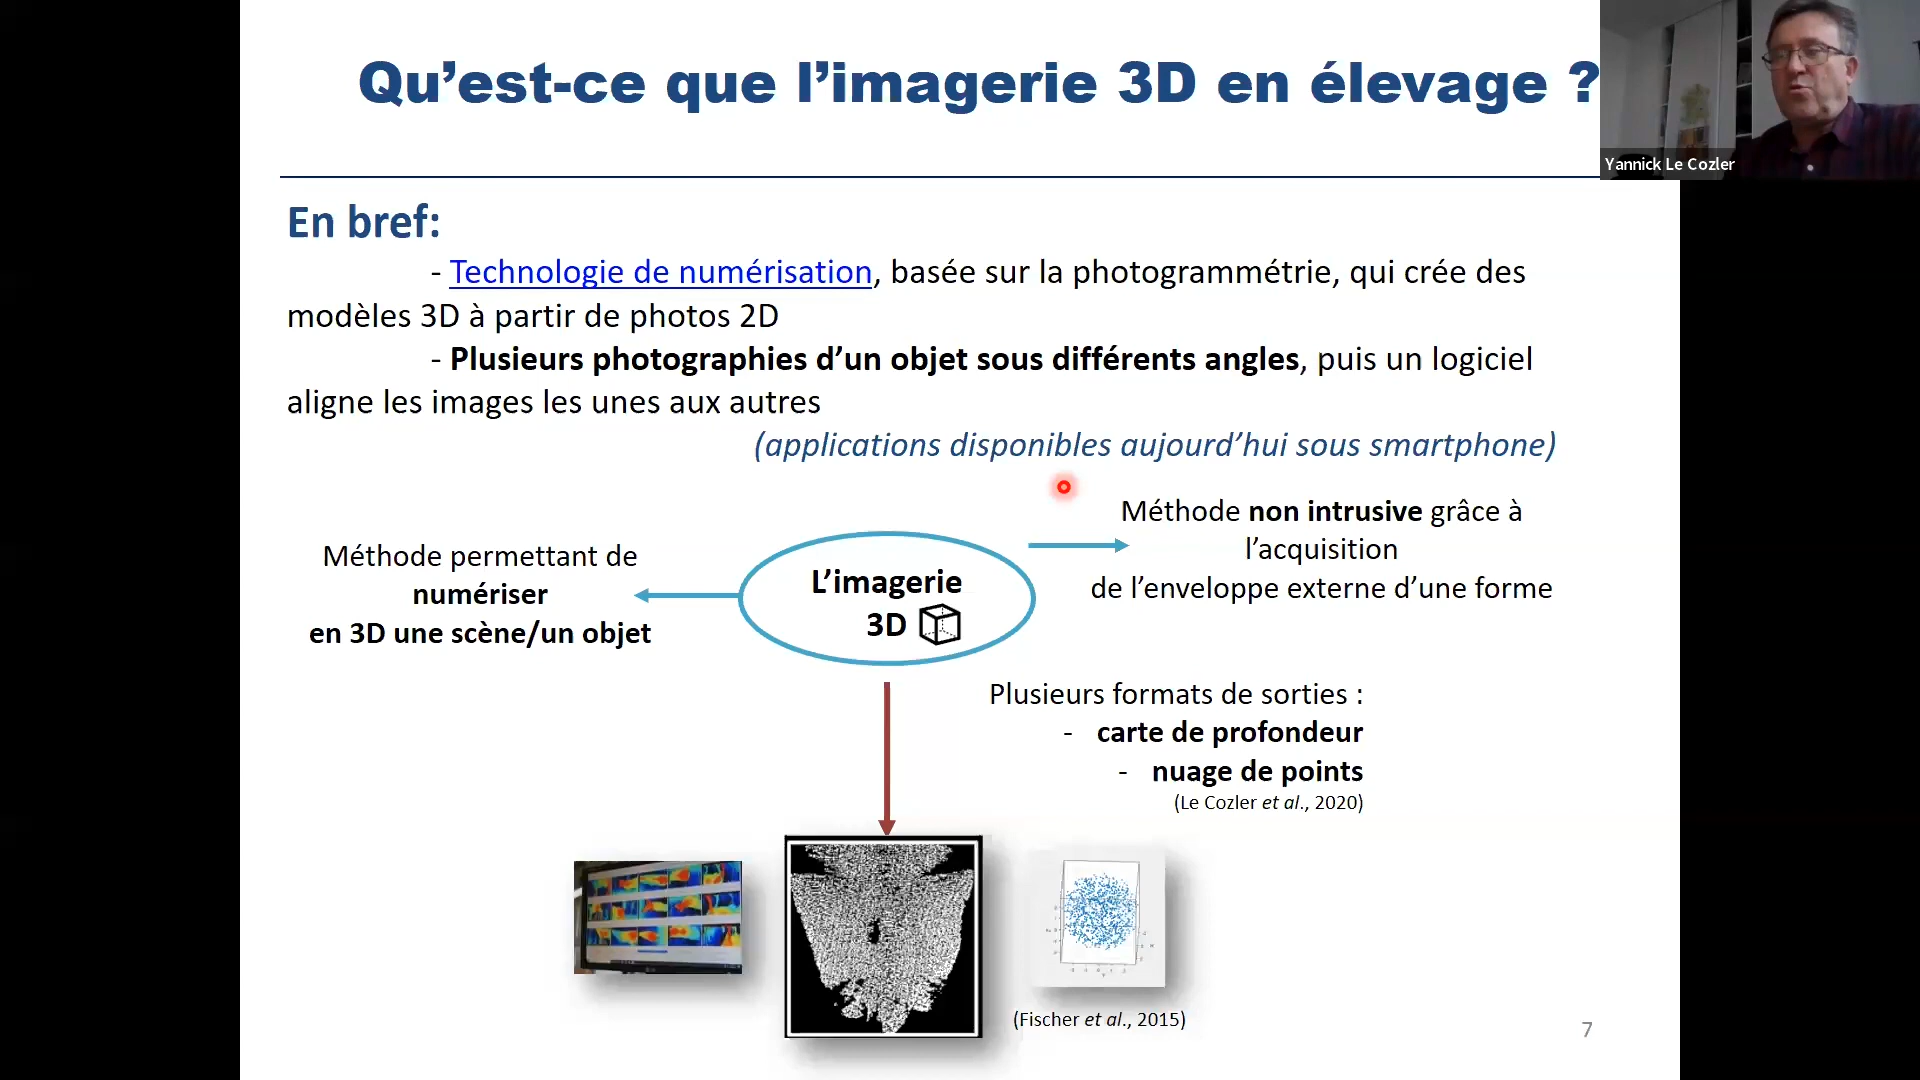 Qu’est-ce que l’imagerie 3D en élevage ?
Yannick Le Cozler
En bref:
- Technologie de numérisation, basée sur la photogrammétrie, qui crée des
modèles 3D à partir de photos 2D
- Plusieurs photographies d’un objet sous différents angles, puis un logiciel
aligne les images les unes aux autres
(applications disponibles aujourd’hui sous smartphone)
Méthode permettant de
numériser
en 3D une scène/un objet
L’imagerie
3D
Méthode non intrusive grâce à
l’acquisition
de l’enveloppe externe d’une forme
Plusieurs formats de sorties :
- carte de profondeur
- nuage de points
(Le Cozler et al., 2020)
(Fischer et al., 2015)
7